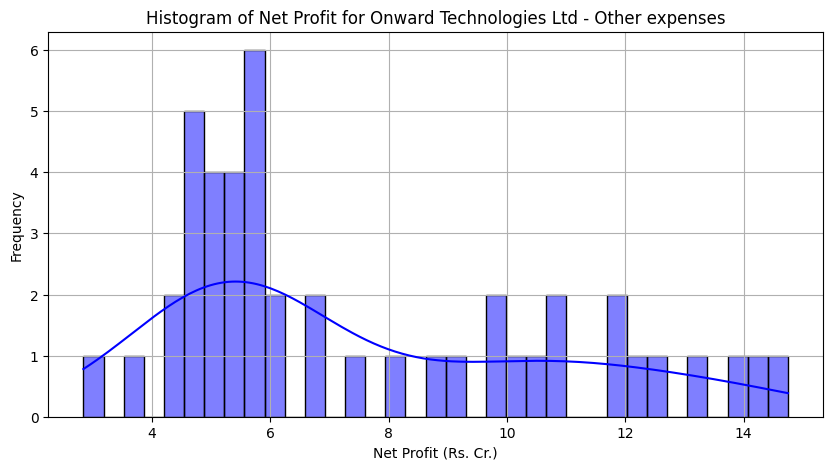 Histogram of Net Profit for Onward Technologies Ltd - Other expenses
6
5
4
3
2
1
0
Frequency
4 6 8 10 12 14
Net Profit (Rs. Cr.)